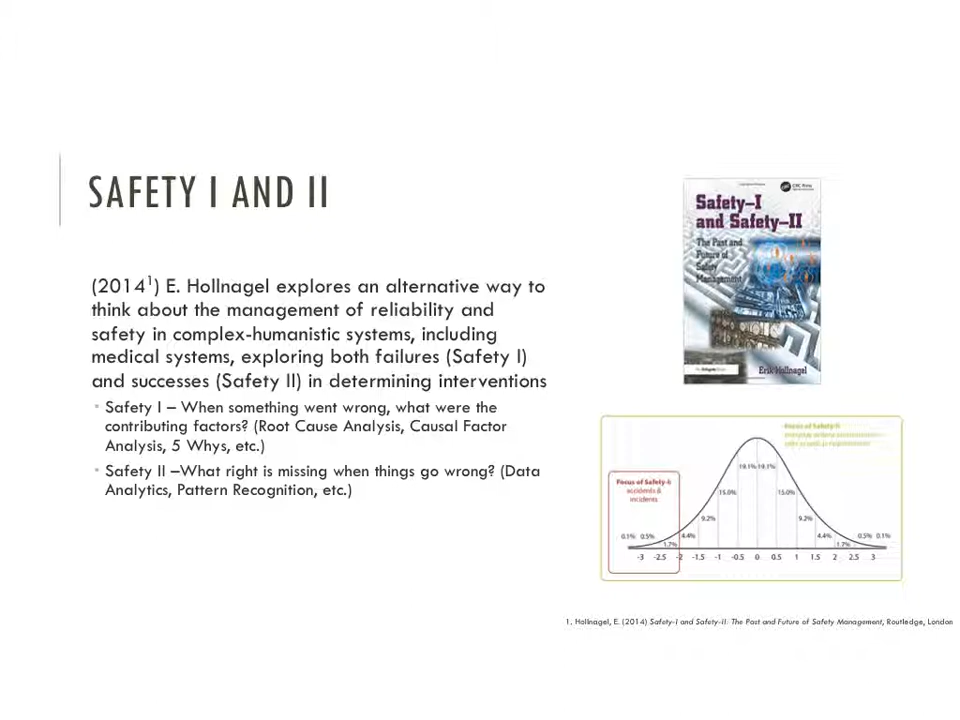 SAFETY I AND II
(2014¹) E. Hollnagel explores an alternative way to
think about the management of reliability and
safety in complex-humanistic systems, including
medical systems, exploring both failures (Safety I)
and successes (Safety II) in determining interventions
Safety I – When something went wrong, what were the
contributing factors? (Root Cause Analysis, Causal Factor
Analysis, 5 Whys, etc.)
Safety II –What right is missing when things go wrong? (Data
Analytics, Pattern Recognition, etc.)
CRC Press
Safety–I
and Safety–II
The Past and
Future of
Safety
Management
Erik Hollnagel
Focus of Safety-II:
Focus of Safety-I:
accidents &
incidents
19.1% 19.1%
15.0% 15.0%
9.2% 9.2%
0.1% 0.5% 1.7% 4.4% 4.4% 1.7% 0.5% 0.1%
-3 -2.5 -2 -1.5 -1 -0.5 0 0.5 1 1.5 2 2.5 3
1. Hollnagel, E. (2014) Safety-I and Safety-II: The Past and Future of Safety Management, Routledge, London